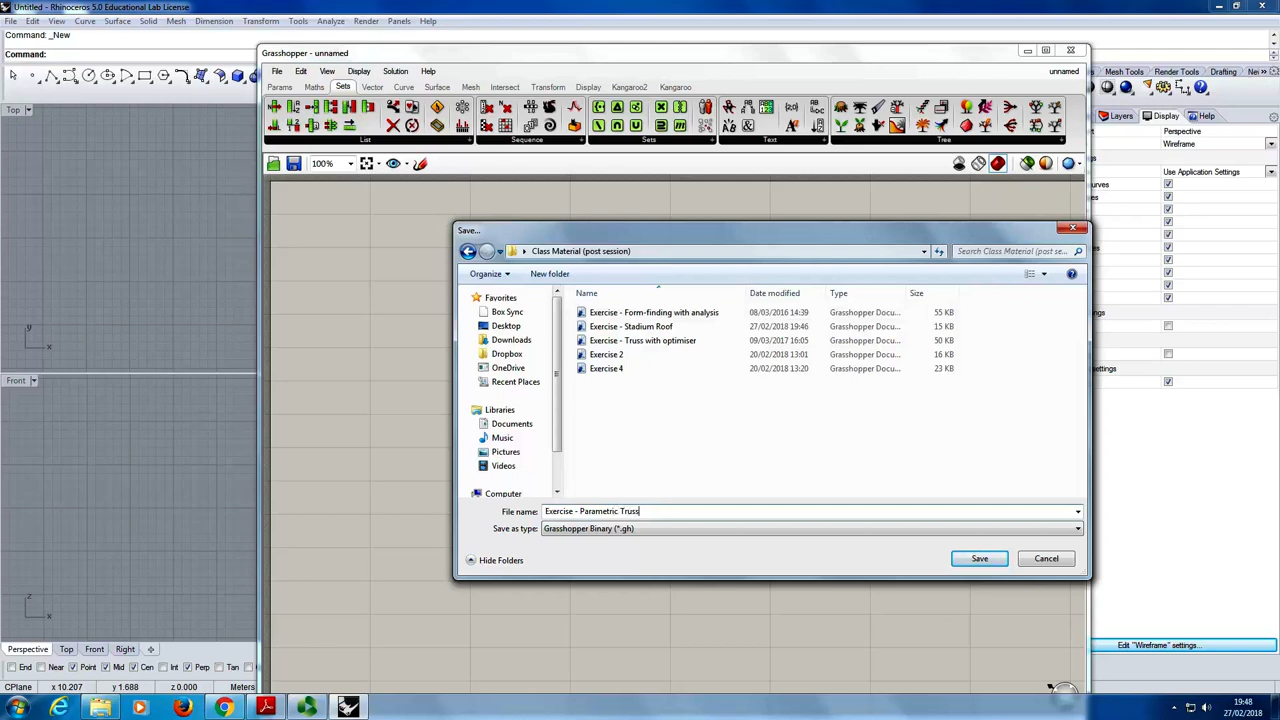 Untitled - Rhinoceros 5.0 Educational Lab License
File Edit View Curve Surface Solid Mesh Dimension Transform Tools Analyze Render Panels Help
Command: _New
Command:
Grasshopper - unnamed
File Edit View Display Solution Help
unnamed
Params Maths Sets Vector Curve Surface Mesh Intersect Transform Display Kangaroo2 Kangaroo
List Sequence Sets Text Tree
100%
Mesh Tools Render Tools Drafting
Layers Display Help
Perspective
Wireframe
Use Application Settings
Top
y
x
Front
z
x
Save...
Class Material (post session)
Search Class Material (post se...
Organize New folder
Favorites
Box Sync
Desktop
Downloads
Dropbox
OneDrive
Recent Places
Libraries
Documents
Music
Pictures
Videos
Computer
Name Date modified Type Size
Exercise - Form-finding with analysis 08/03/2016 14:39 Grasshopper Docu... 55 KB
Exercise - Stadium Roof 27/02/2018 19:46 Grasshopper Docu... 15 KB
Exercise - Truss with optimiser 09/03/2017 16:05 Grasshopper Docu... 50 KB
Exercise 2 20/02/2018 13:01 Grasshopper Docu... 16 KB
Exercise 4 20/02/2018 13:20 Grasshopper Docu... 23 KB
File name: Exercise - Parametric Truss
Save as type: Grasshopper Binary (*.gh)
Hide Folders
Save Cancel
Edit "Wireframe" settings...
Perspective Top Front Right
End Near Point Mid Cen Int Perp Tan
CPlane x 10.207 y 1.688 z 0.000 Meters
19:48
27/02/2018